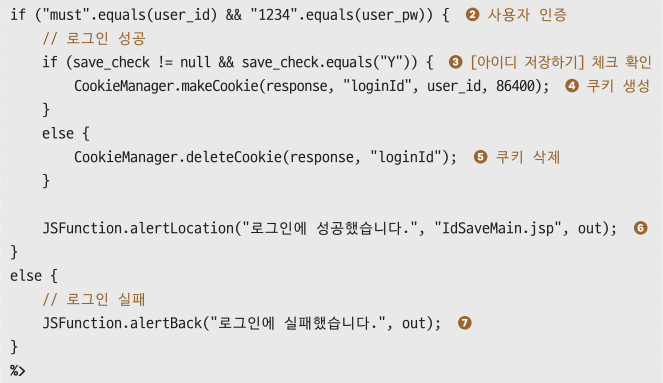 if ("must".equals(user_id) && "1234".equals(user_pw)) { ❷ 사용자 인증
    // 로그인 성공
    if (save_check != null && save_check.equals("Y")) { ❸ [아이디 저장하기] 체크 확인
        CookieManager.makeCookie(response, "loginId", user_id, 86400); ❹ 쿠키 생성
    }
    else {
        CookieManager.deleteCookie(response, "loginId"); ❺ 쿠키 삭제
    }
    JSFunction.alertLocation("로그인에 성공했습니다.", "IdSaveMain.jsp", out); ❻
}
else {
    // 로그인 실패
    JSFunction.alertBack("로그인에 실패했습니다.", out); ❼
}
%>